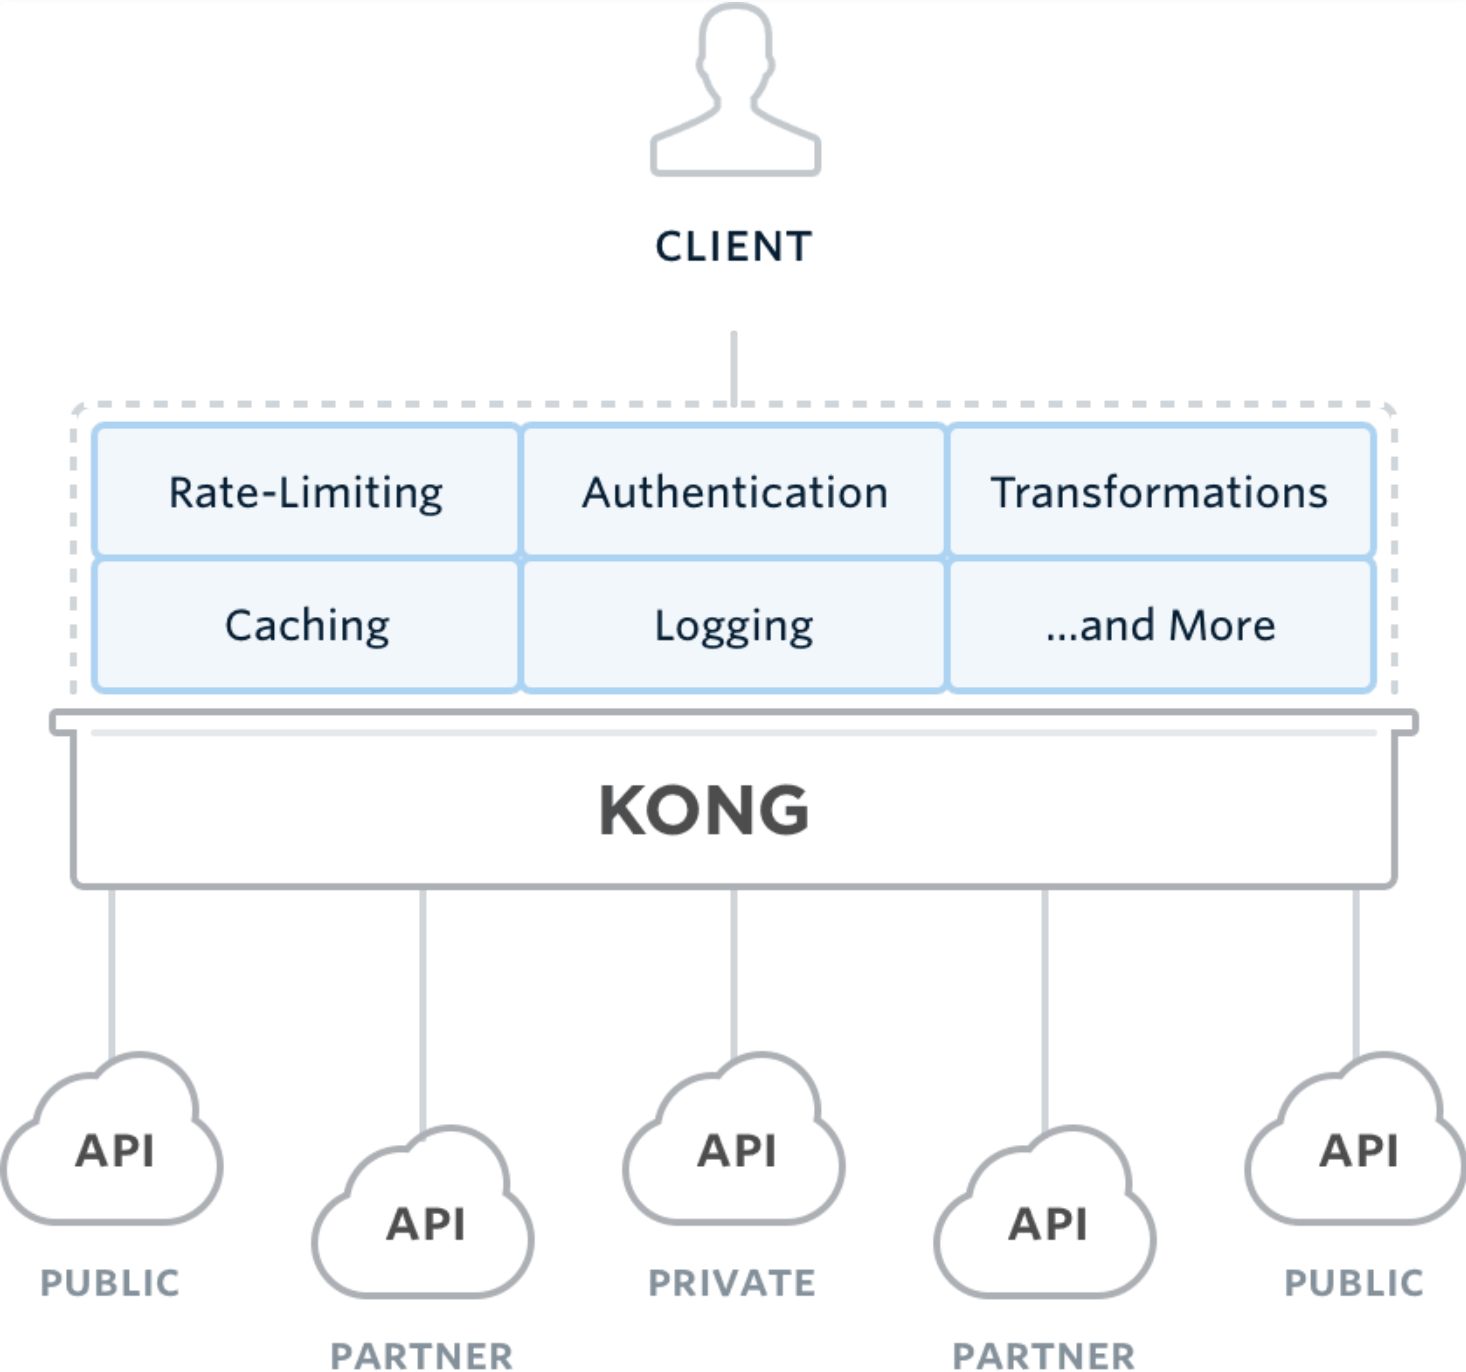 CLIENT
Rate-Limiting Authentication Transformations
Caching Logging ...and More
KONG
API API API API API
PUBLIC PRIVATE PUBLIC
PARTNER PARTNER